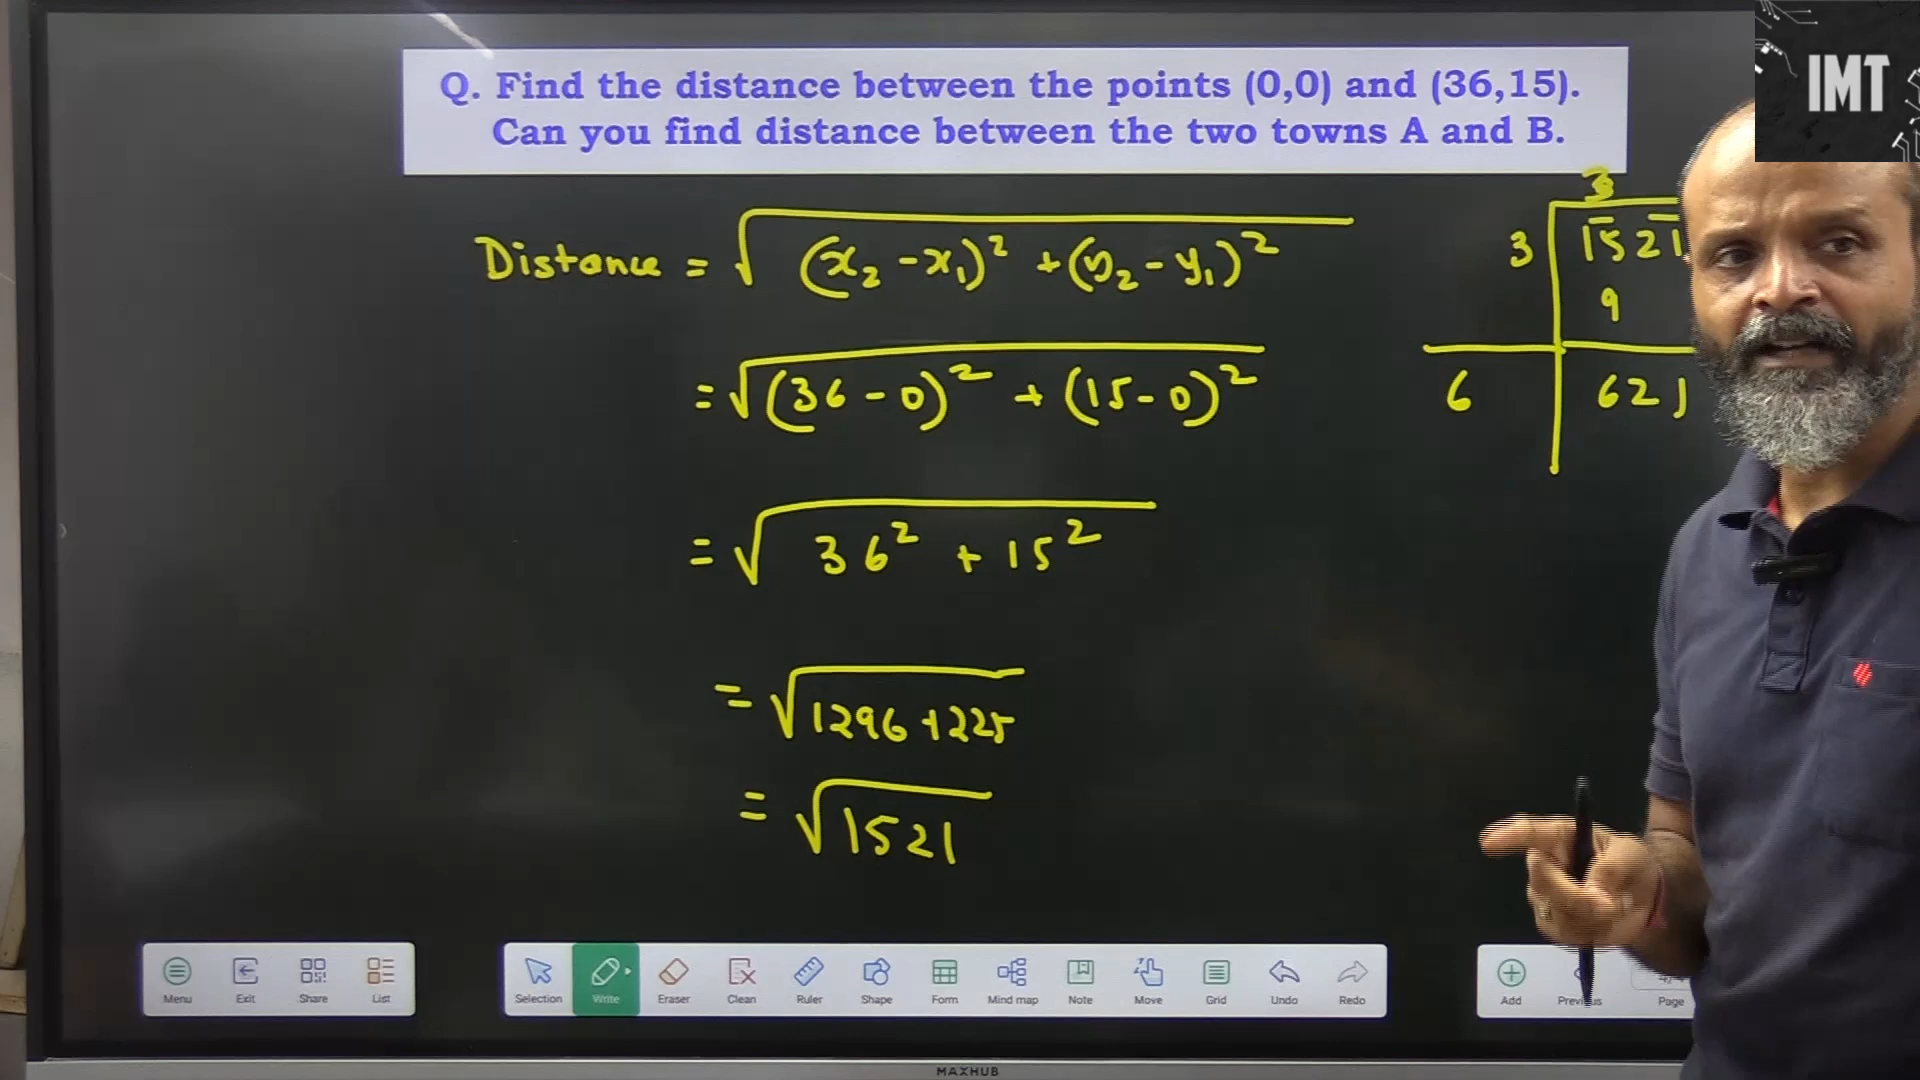 IMT
Q. Find the distance between the points (0,0) and (36,15).
Can you find distance between the two towns A and B.
Distance = √(x₂ - x₁)² + (y₂ - y₁)²
= √(36 - 0)² + (15 - 0)²
= √36² + 15²
= √1296 + 225
= √1521
3
3 1521
9
6 621
Menu Exit Share List
Selection Write Eraser Clean Ruler Shape Form Mind map Note Move Grid Undo Redo
Add Previous Page
MAXHUB